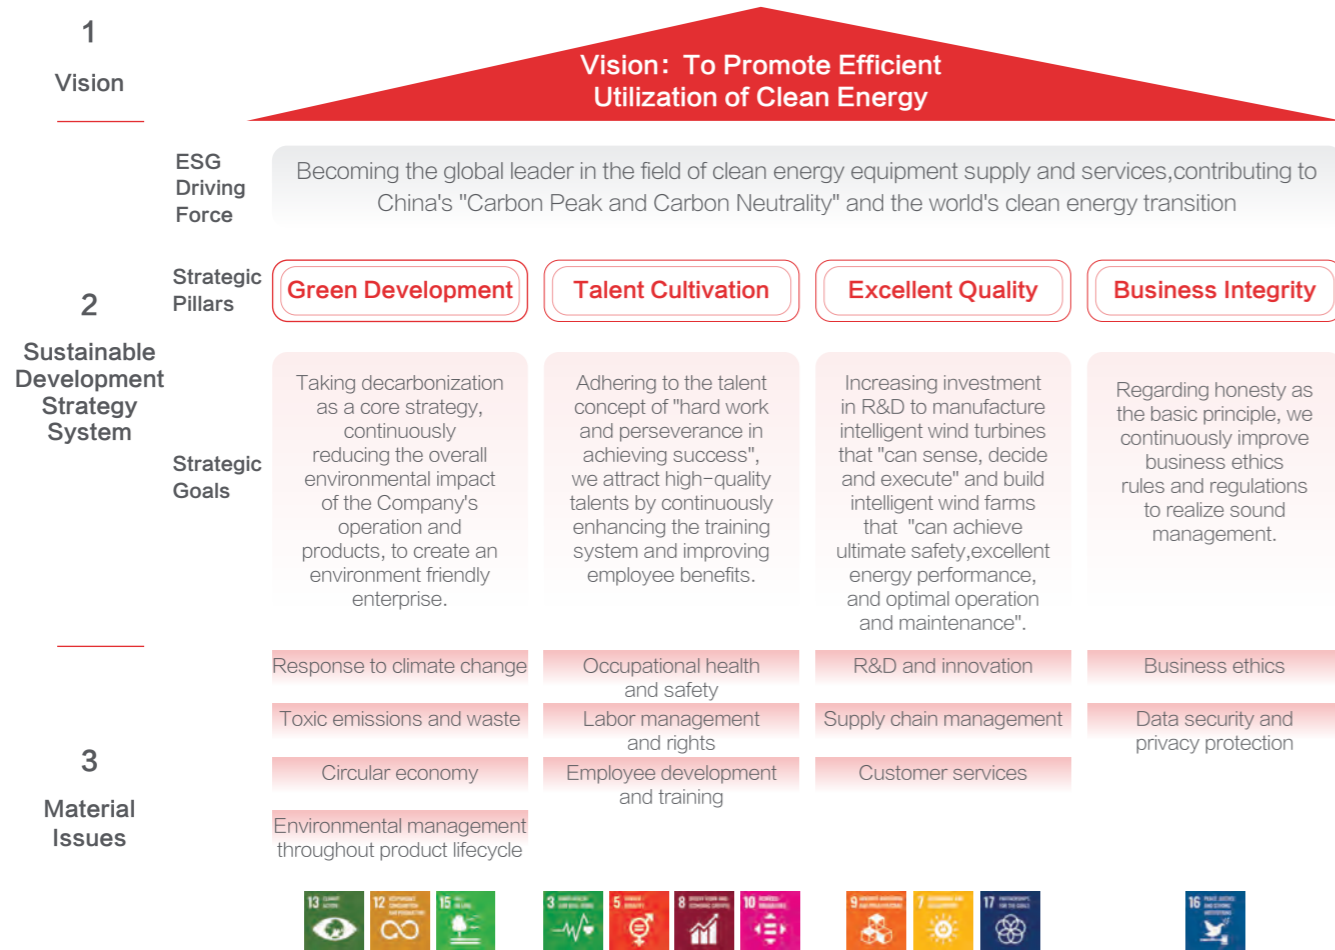 1
Vision
Vision: To Promote Efficient
Utilization of Clean Energy
ESG
Driving
Force
Becoming the global leader in the field of clean energy equipment supply and services,contributing to
China's "Carbon Peak and Carbon Neutrality" and the world's clean energy transition
2
Sustainable
Development
Strategy
System
Strategic
Pillars
Green Development
Talent Cultivation
Excellent Quality
Business Integrity
Strategic
Goals
Taking decarbonization
as a core strategy,
continuously
reducing the overall
environmental impact
of the Company's
operation and
products, to create an
environment friendly
enterprise.
Adhering to the talent
concept of "hard work
and perseverance in
achieving success",
we attract high-quality
talents by continuously
enhancing the training
system and improving
employee benefits.
Increasing investment
in R&D to manufacture
intelligent wind turbines
that "can sense, decide
and execute" and build
intelligent wind farms
that "can achieve
ultimate safety,excellent
energy performance,
and optimal operation
and maintenance".
Regarding honesty as
the basic principle, we
continuously improve
business ethics
rules and regulations
to realize sound
management.
3
Material
Issues
Response to climate change
Toxic emissions and waste
Circular economy
Environmental management
throughout product lifecycle
Occupational health
and safety
Labor management
and rights
Employee development
and training
R&D and innovation
Supply chain management
Customer services
Business ethics
Data security and
privacy protection
13
12
15
3
5
8
10
9
7
17
16